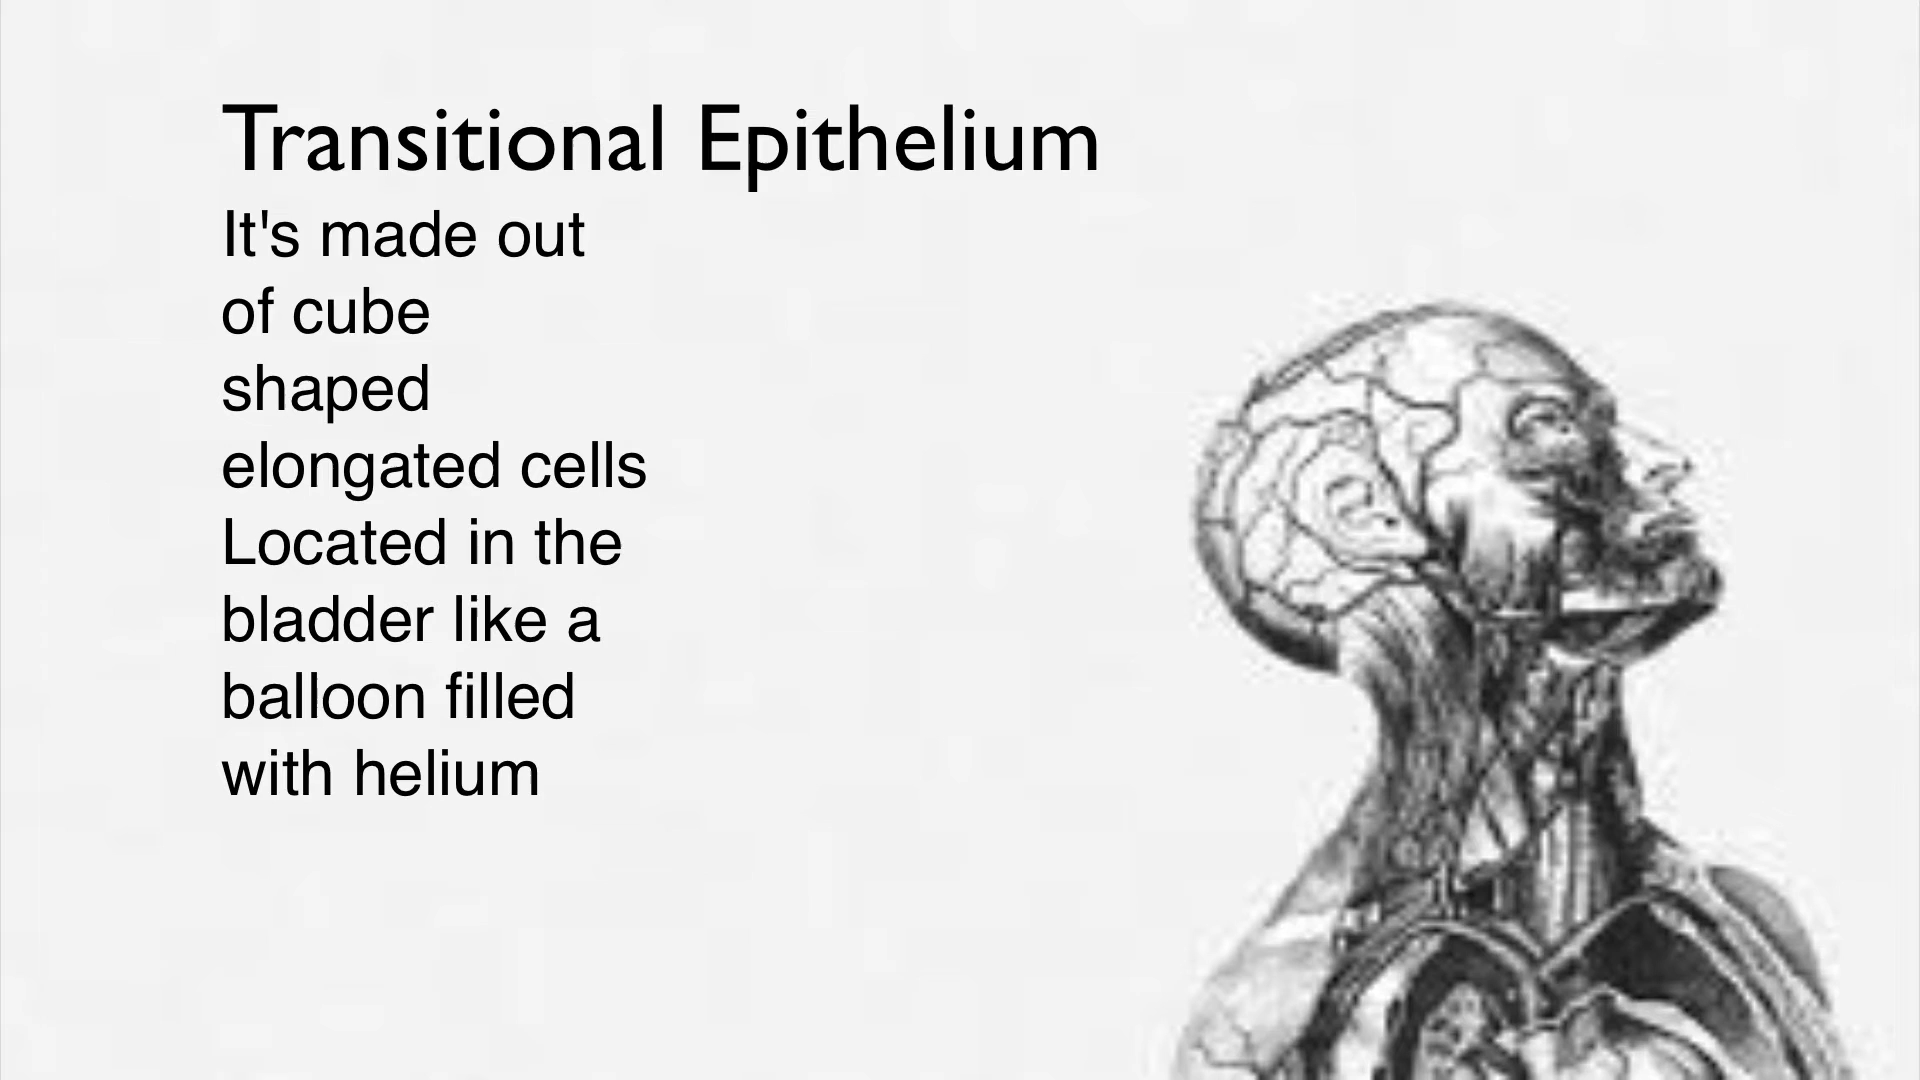 Transitional Epithelium
It's made out
of cube
shaped
elongated cells
Located in the
bladder like a
balloon filled
with helium